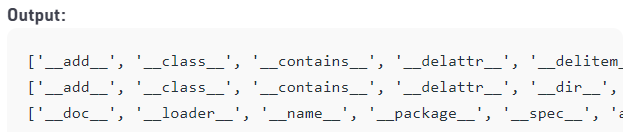 Output:
['__add__', '__class__', '__contains__', '__delattr__', '__delitem_
['__add__', '__class__', '__contains__', '__delattr__', '__dir__',
['__doc__', '__loader__', '__name__', '__package__', '__spec__', 'a